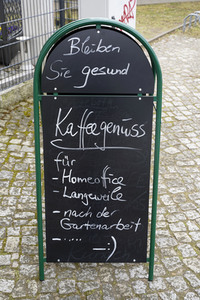 Bleiben
Sie gesund
Kaffeegenuss
für
- Homeoffice
- Langeweile
- nach der
Gartenarbeit
- ..... —:)